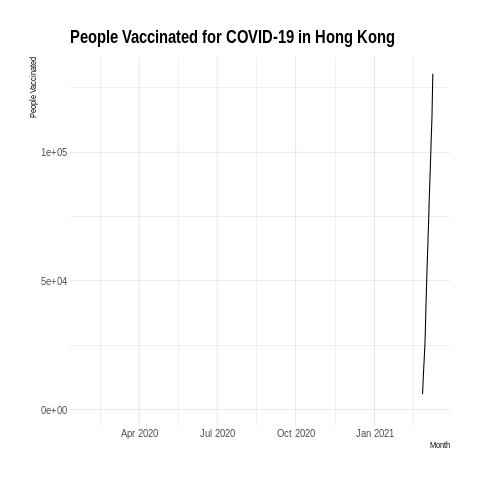 People Vaccinated for COVID-19 in Hong Kong
People Vaccinated
1e+05
5e+04
0e+00
Apr 2020 Jul 2020 Oct 2020 Jan 2021
Month